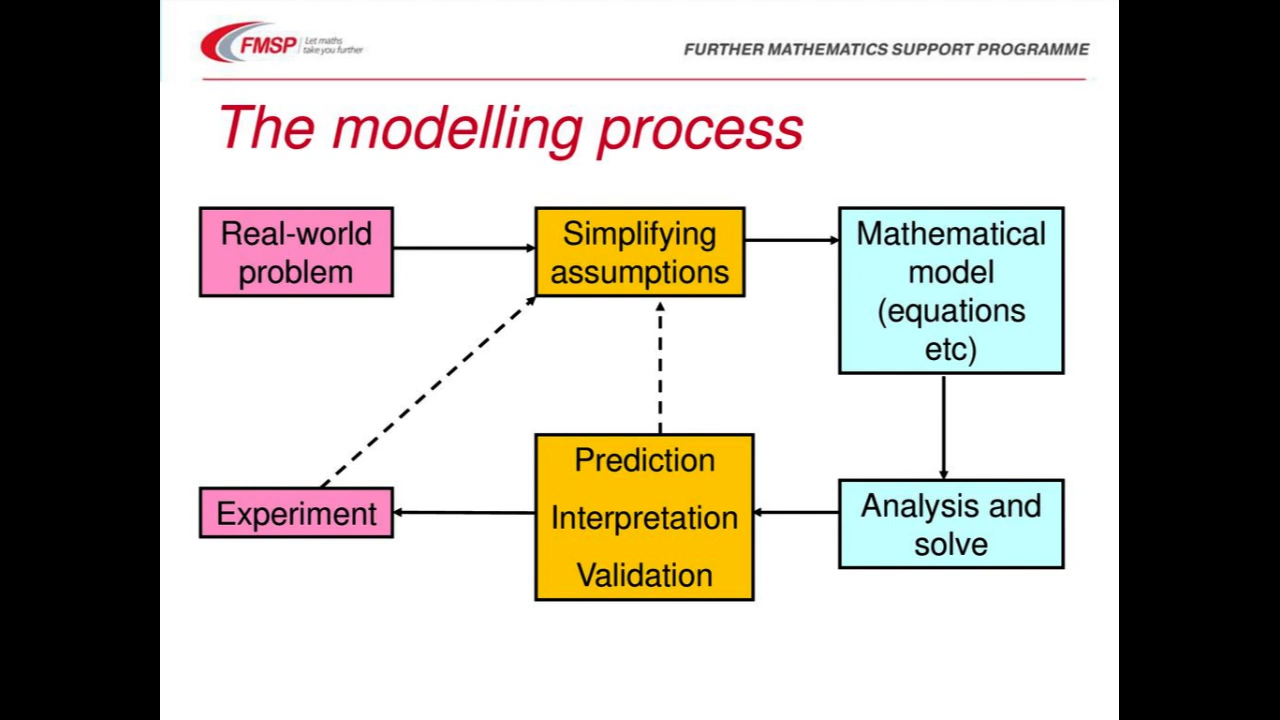 FMSP
Let maths
take you further
FURTHER MATHEMATICS SUPPORT PROGRAMME
The modelling process
Real-world
problem
Simplifying
assumptions
Mathematical
model
(equations
etc)
Experiment
Prediction
Interpretation
Validation
Analysis and
solve